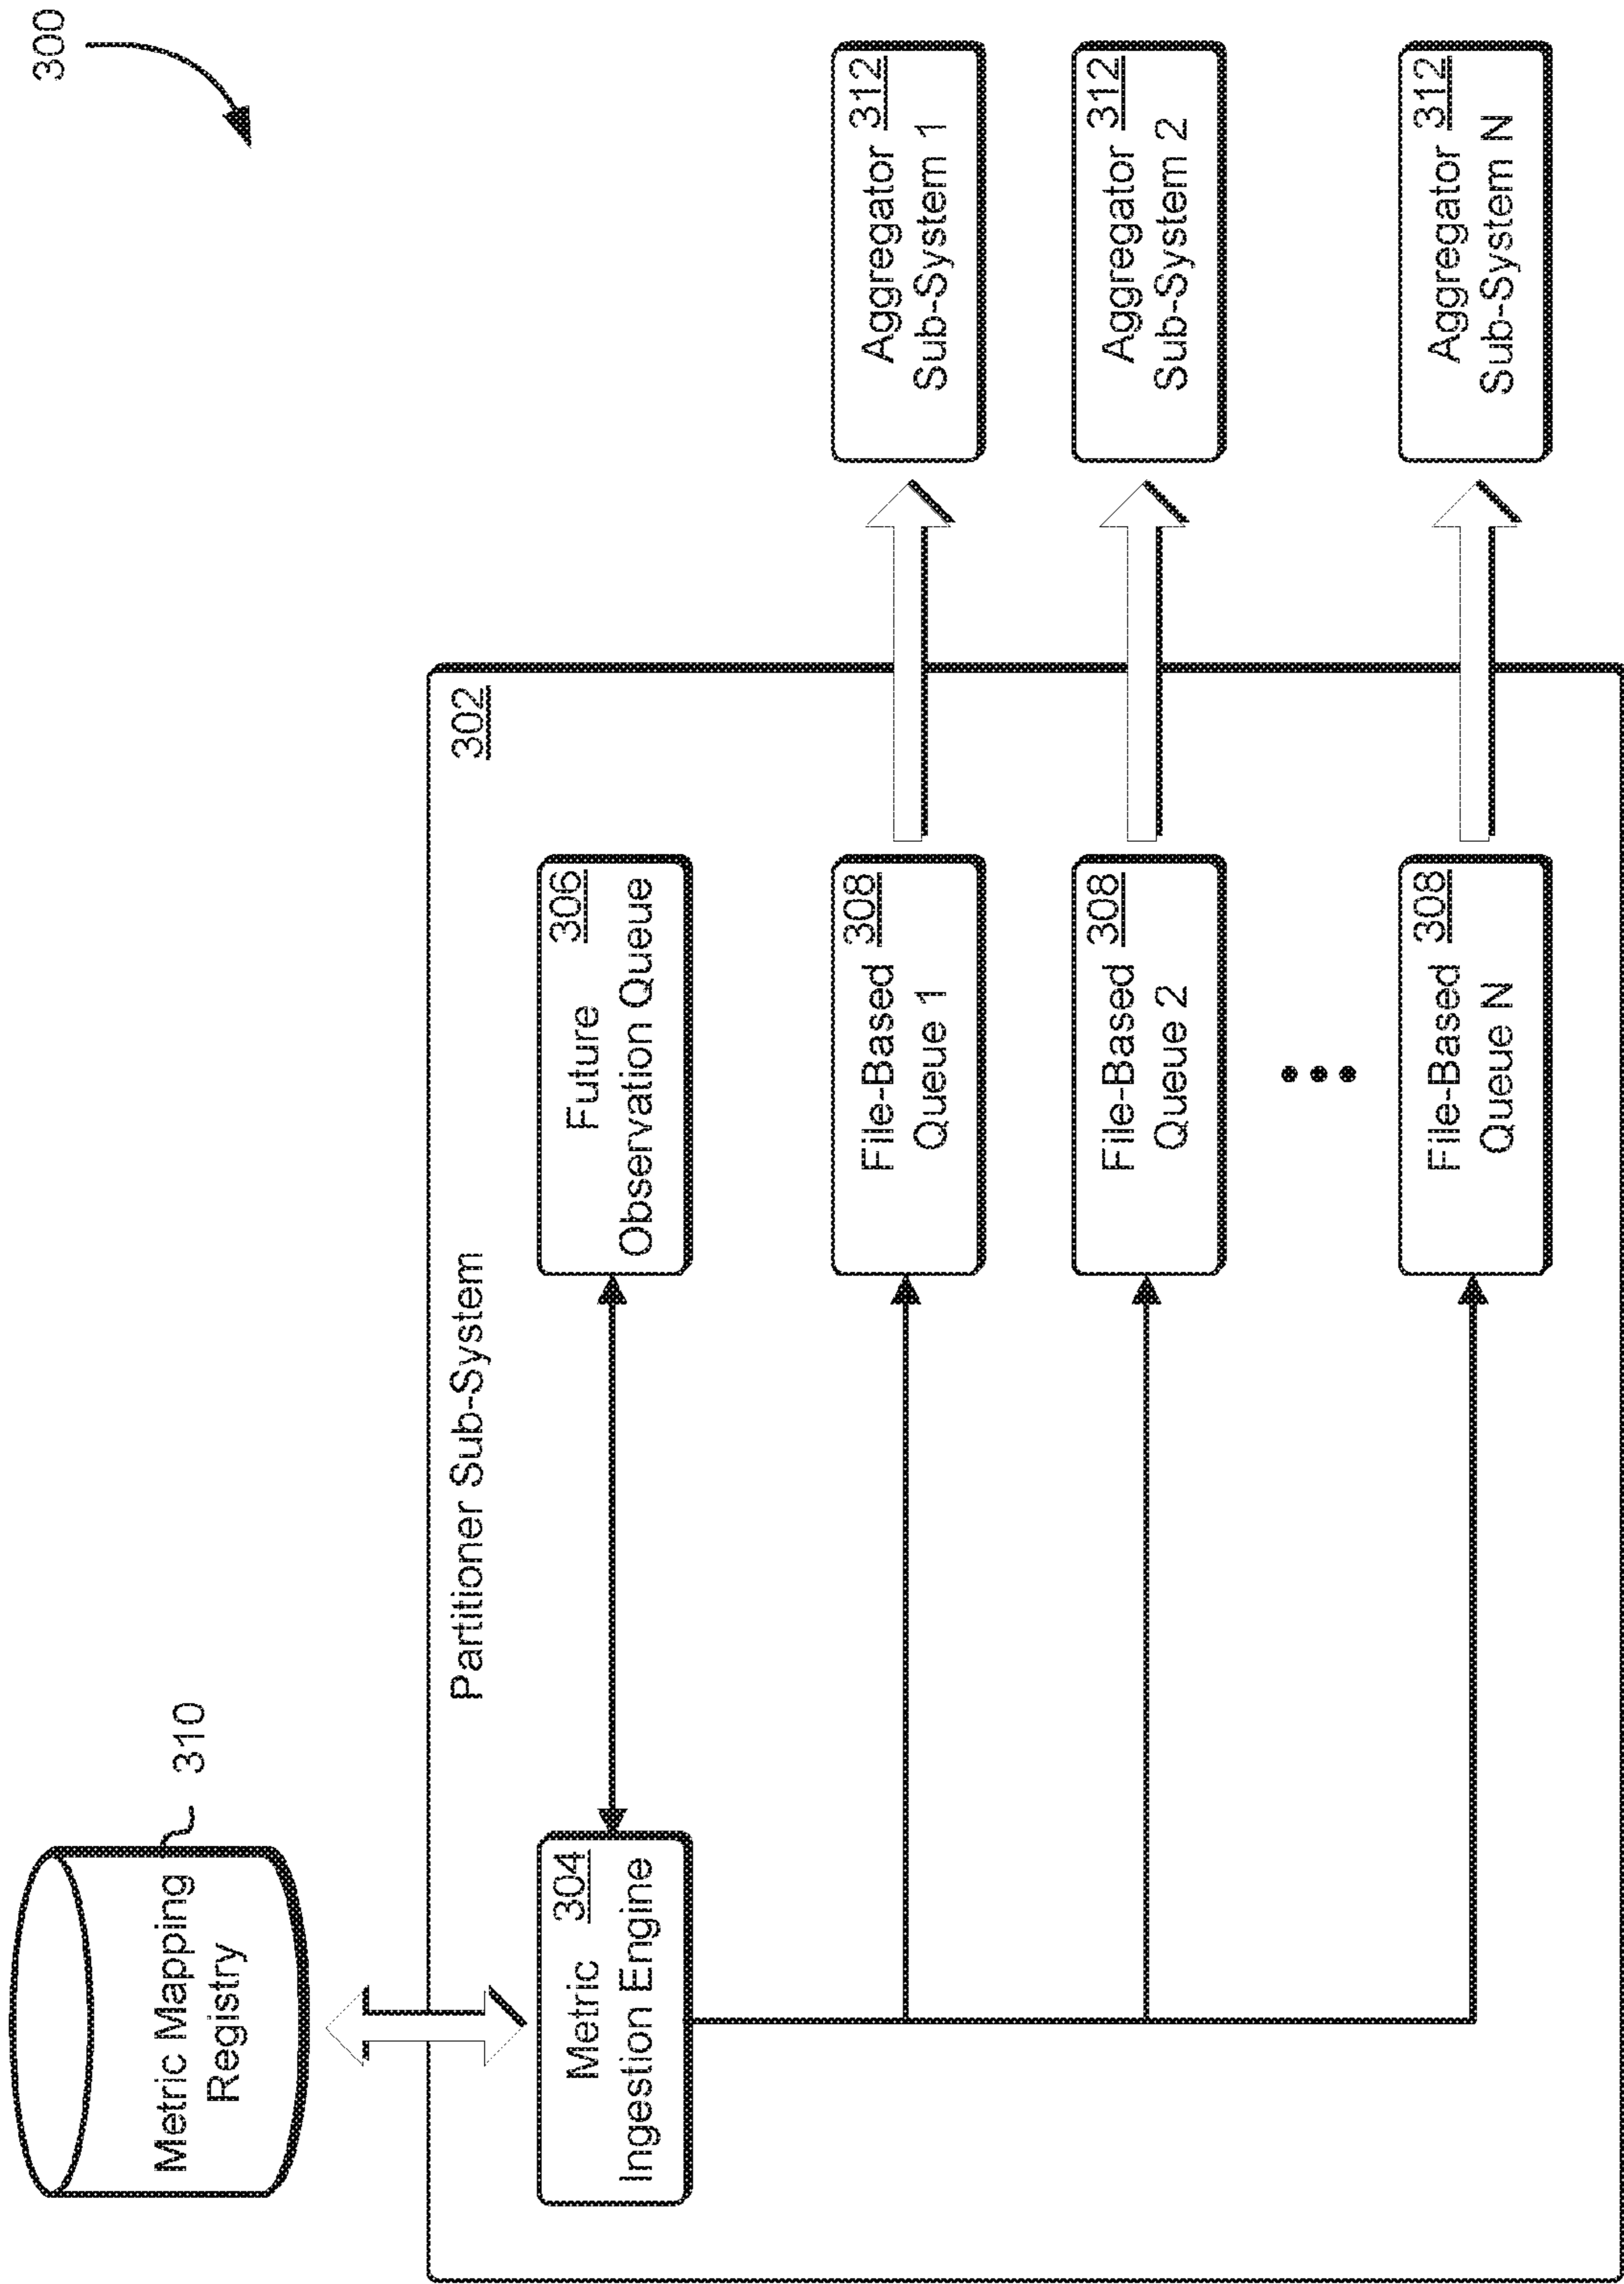 300
Metric Mapping
Registry
310
Partitioner Sub-System
302
Metric 304
Ingestion Engine
Future 306
Observation Queue
File-Based 308
Queue 1
Aggregator 312
Sub-System 1
File-Based 308
Queue 2
Aggregator 312
Sub-System 2
File-Based 308
Queue N
Aggregator 312
Sub-System N